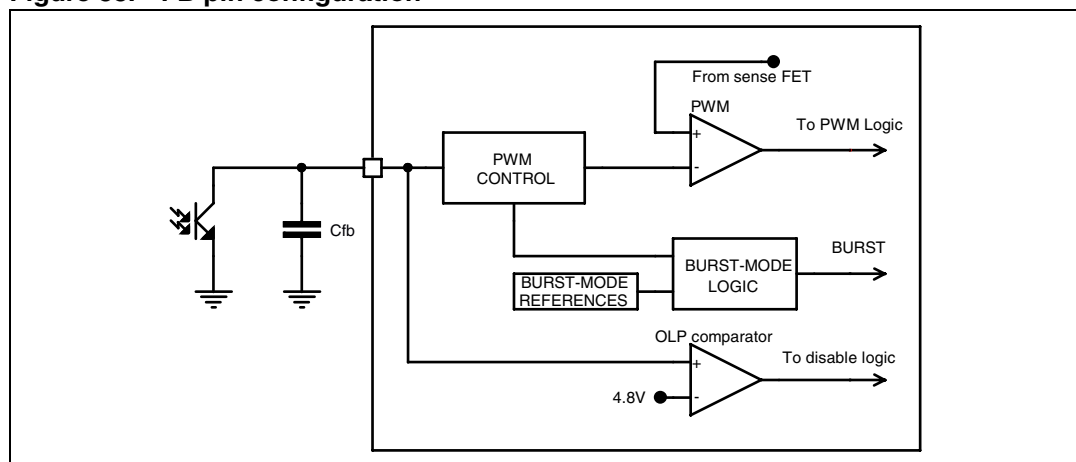 From sense FET
PWM
To PWM Logic
+
-
PWM
CONTROL
Cfb
BURST
BURST-MODE
LOGIC
BURST-MODE
REFERENCES
OLP comparator
To disable logic
+
4.8V
-